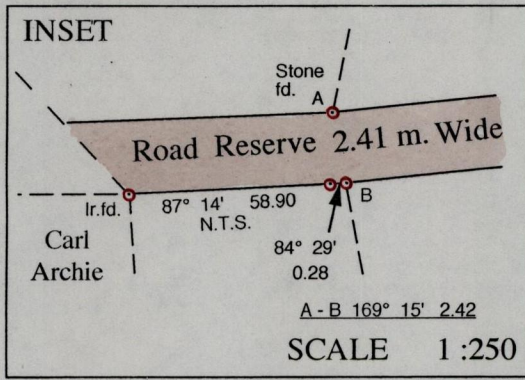 INSET
Stone
fd.
A
Road Reserve 2.41 m. Wide
Ir.fd.
87° 14' 58.90
N.T.S.
B
Carl
Archie
84° 29'
0.28
A - B 169° 15' 2.42
SCALE 1 :250